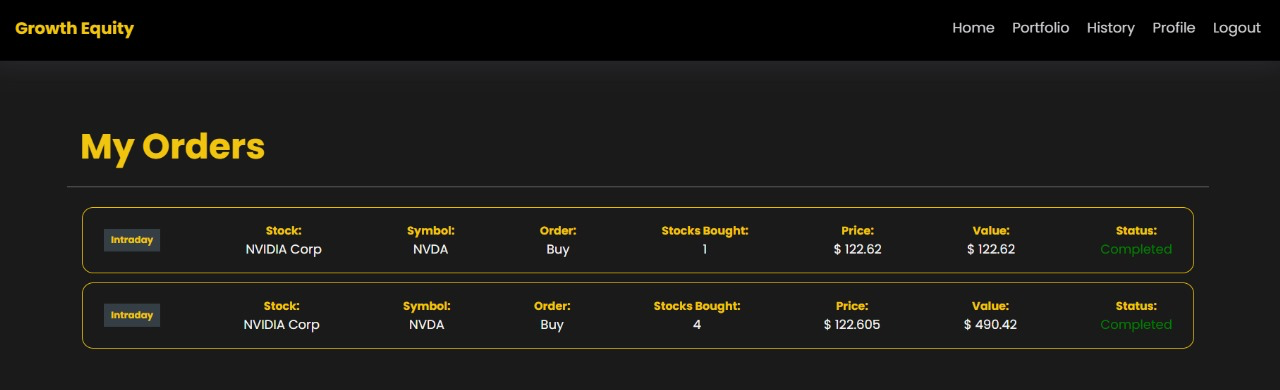 Growth Equity Home Portfolio History Profile Logout
My Orders
Stock: Symbol: Order: Stocks Bought: Price: Value: Status:
Intraday
NVIDIA Corp NVDA Buy 1 $ 122.62 $ 122.62 Completed
Stock: Symbol: Order: Stocks Bought: Price: Value: Status:
Intraday
NVIDIA Corp NVDA Buy 4 $ 122.605 $ 490.42 Completed